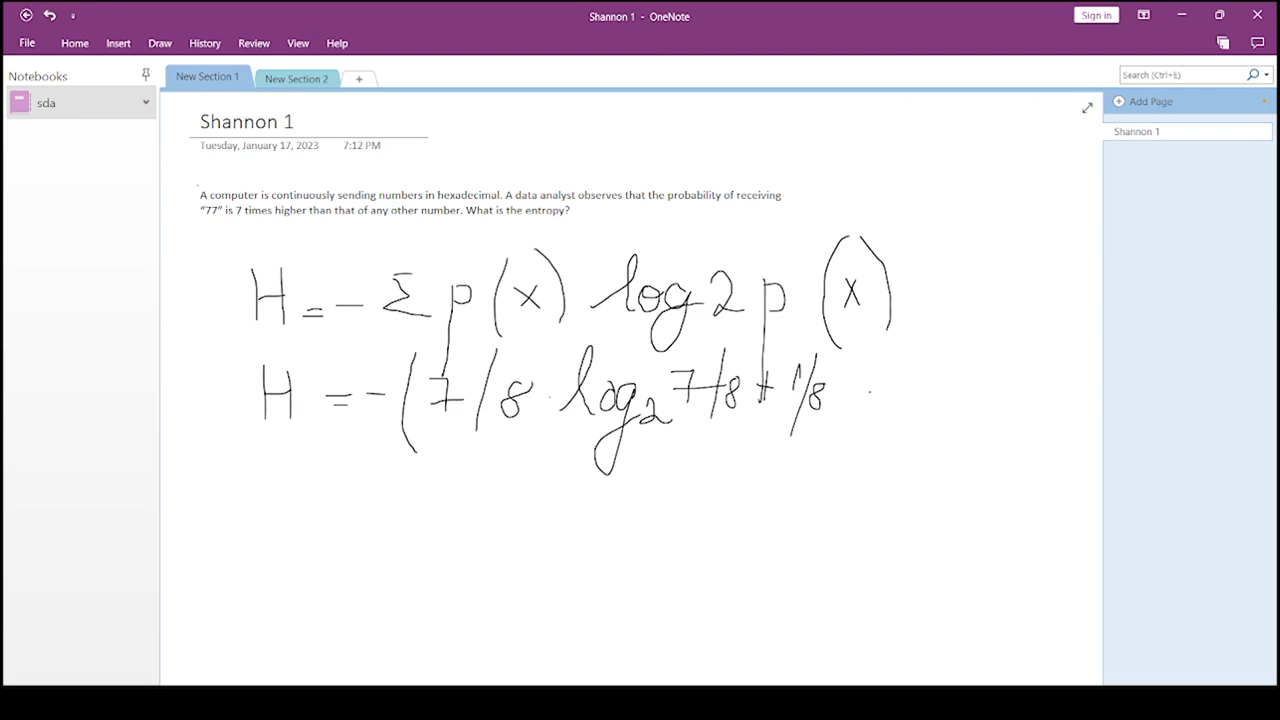 Shannon 1 - OneNote
Sign in
File Home Insert Draw History Review View Help
Notebooks
New Section 1 New Section 2 +
Search (Ctrl+E)
sda
Add Page
Shannon 1
Shannon 1
Tuesday, January 17, 2023 7:12 PM
A computer is continuously sending numbers in hexadecimal. A data analyst observes that the probability of receiving
“77” is 7 times higher than that of any other number. What is the entropy?
H = - Σ p (x) log 2 p (x)
H = - ( 7/8 · log₂ 7/8 + 1/8 ·